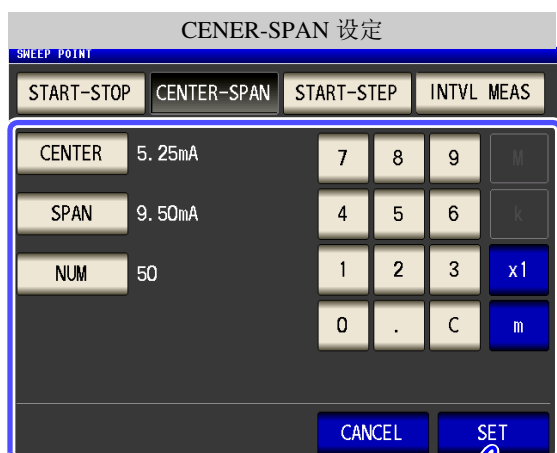 CENER-SPAN 设定
SWEEP POINT
START-STOP CENTER-SPAN START-STEP INTVL MEAS
CENTER 5.25mA 7 8 9 M
SPAN 9.50mA 4 5 6 k
NUM 50 1 2 3 x1
0 . C m
CANCEL SET